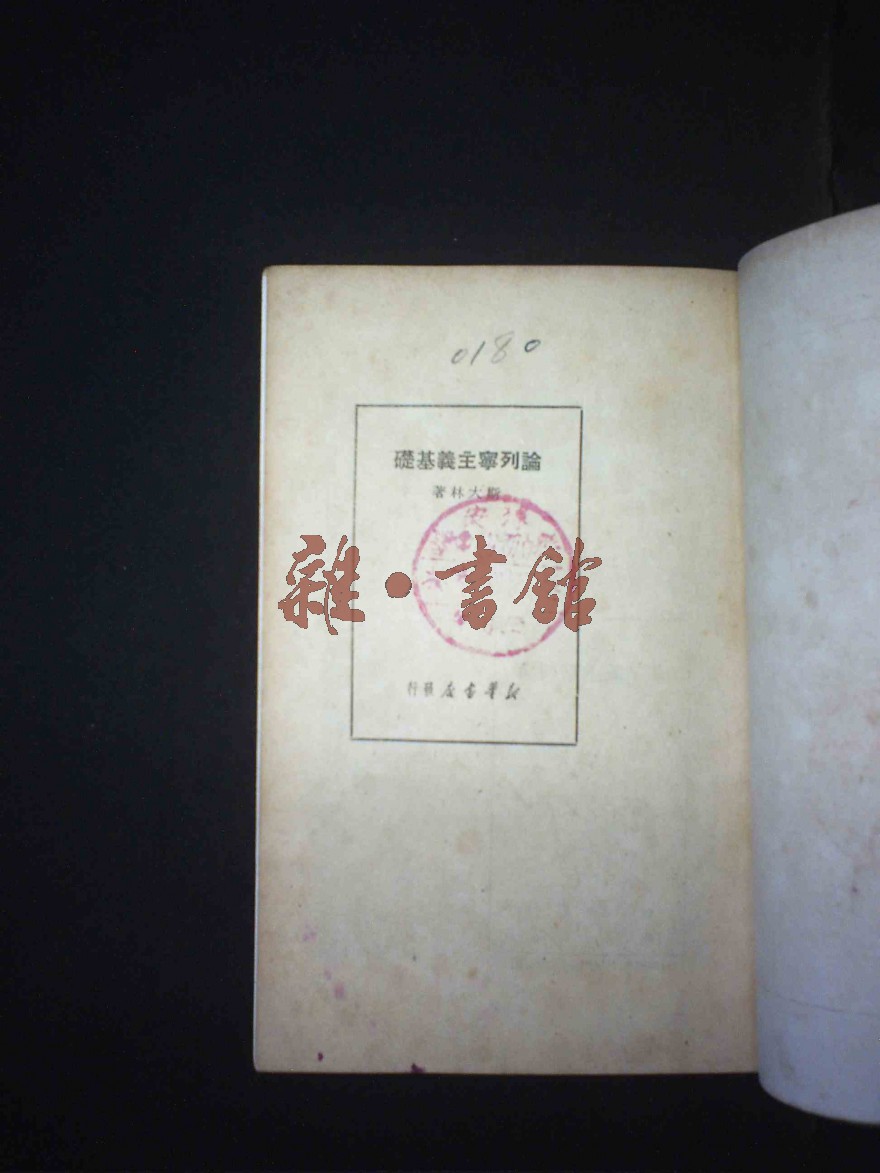 0180
論列寧主義基礎
斯大林著
雜·書館
新華書店發行